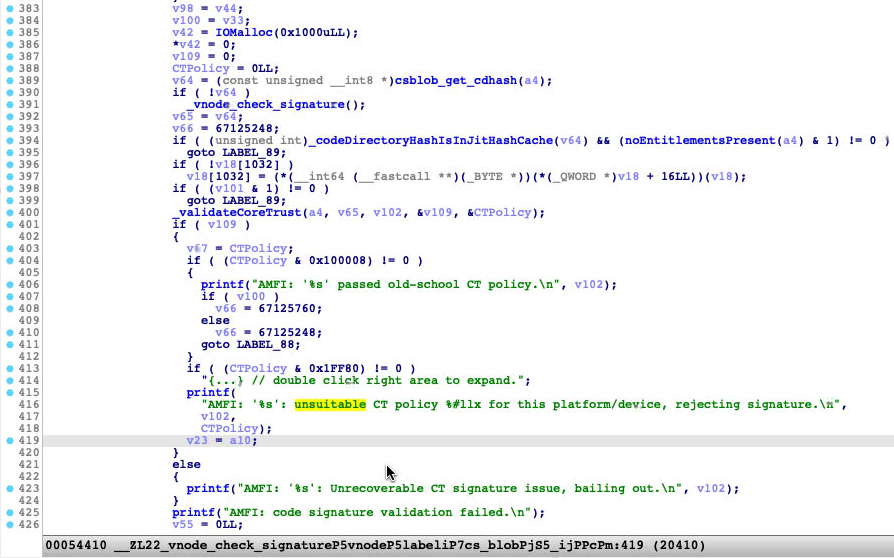 383 v98 = v44;
384 v100 = v33;
385 v42 = IOMalloc(0x1000uLL);
386 *v42 = 0;
387 v109 = 0;
388 CTPolicy = 0LL;
389 v64 = (const unsigned __int8 *)csblob_get_cdhash(a4);
390 if ( !v64 )
391 _vnode_check_signature();
392 v65 = v64;
393 v66 = 67125248;
394 if ( (unsigned int)_codeDirectoryHashIsInJitHashCache(v64) && (noEntitlementsPresent(a4) & 1) != 0 )
395 goto LABEL_89;
396 if ( !v18[1032] )
397 v18[1032] = (*(__int64 (__fastcall **)(_BYTE *))(*(_QWORD *)v18 + 16LL))(v18);
398 if ( (v101 & 1) != 0 )
399 goto LABEL_89;
400 _validateCoreTrust(a4, v65, v102, &v109, &CTPolicy);
401 if ( v109 )
402 {
403 v67 = CTPolicy;
404 if ( (CTPolicy & 0x100008) != 0 )
405 {
406 printf("AMFI: '%s' passed old-school CT policy.\n", v102);
407 if ( v100 )
408 v66 = 67125760;
409 else
410 v66 = 67125248;
411 goto LABEL_88;
412 }
413 if ( (CTPolicy & 0x1FF80) != 0 )
414 "{...} // double click right area to expand.";
415 printf(
416 "AMFI: '%s': unsuitable CT policy %#llx for this platform/device, rejecting signature.\n",
417 v102,
418 CTPolicy);
419 v23 = a10;
420 }
421 else
422 {
423 printf("AMFI: '%s': Unrecoverable CT signature issue, bailing out.\n", v102);
424 }
425 printf("AMFI: code signature validation failed.\n");
426 v55 = 0LL;
00054410 __ZL22_vnode_check_signatureP5vnodeP5labeliP7cs_blobPjS5_ijPPcPm:419 (20410)